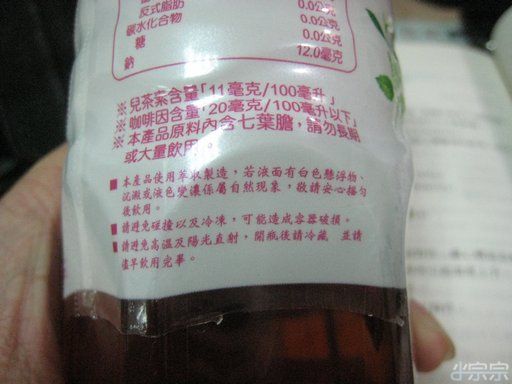 反式脂肪 0.0公克
碳水化合物 0.0公克
糖 0.0公克
鈉 12.0毫克
※兒茶素含量「11毫克/100毫升」
※咖啡因含量「20毫克/100毫升以下」
※本產品原料內含七葉膽，請勿長期
或大量飲用。
■本產品使用萃取製造，若液面有白色懸浮物、
沉澱或液色變濃係屬自然現象，敬請安心搖勻
後飲用。
■請避免碰撞以及冷凍，可能造成容器破損。
■請避免高溫及陽光直射，開瓶後請冷藏 並請
儘早飲用完畢。
小宗宗